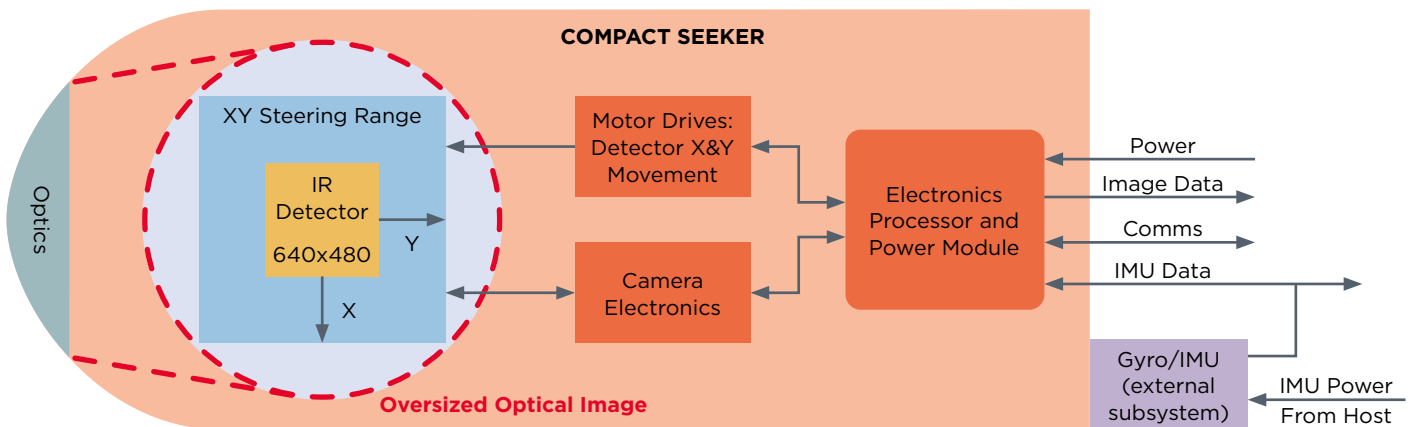 COMPACT SEEKER
Optics
XY Steering Range
IR
Detector
640x480
Y
X
Oversized Optical Image
Motor Drives:
Detector X&Y
Movement
Camera
Electronics
Electronics
Processor and
Power Module
Power
Image Data
Comms
IMU Data
Gyro/IMU
(external
subsystem)
IMU Power
From Host